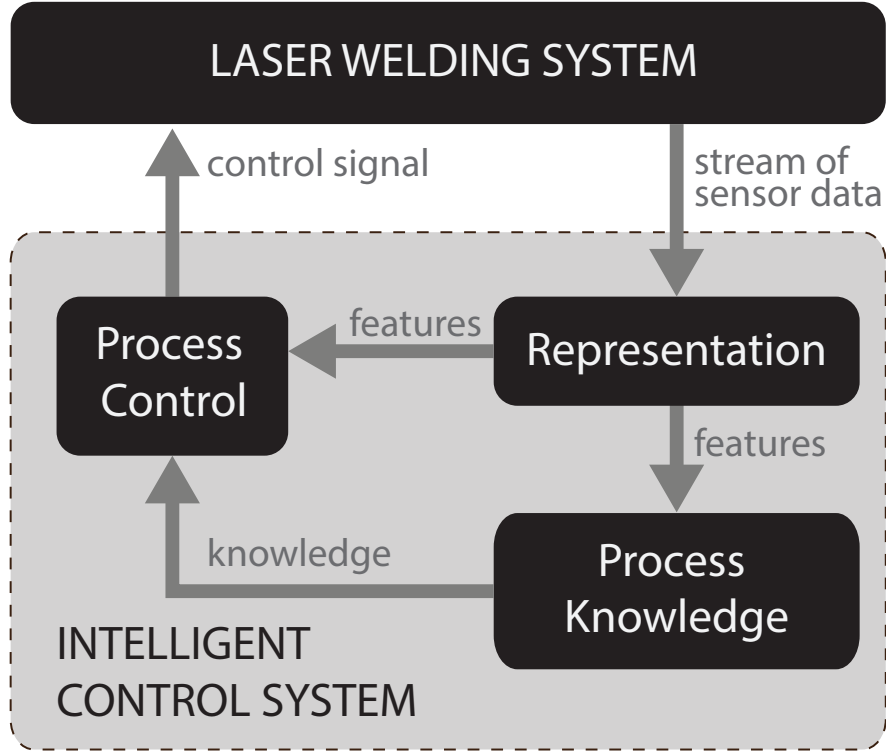 LASER WELDING SYSTEM
control signal
stream of
sensor data
features
Process
Control
Representation
features
knowledge
Process
Knowledge
INTELLIGENT
CONTROL SYSTEM